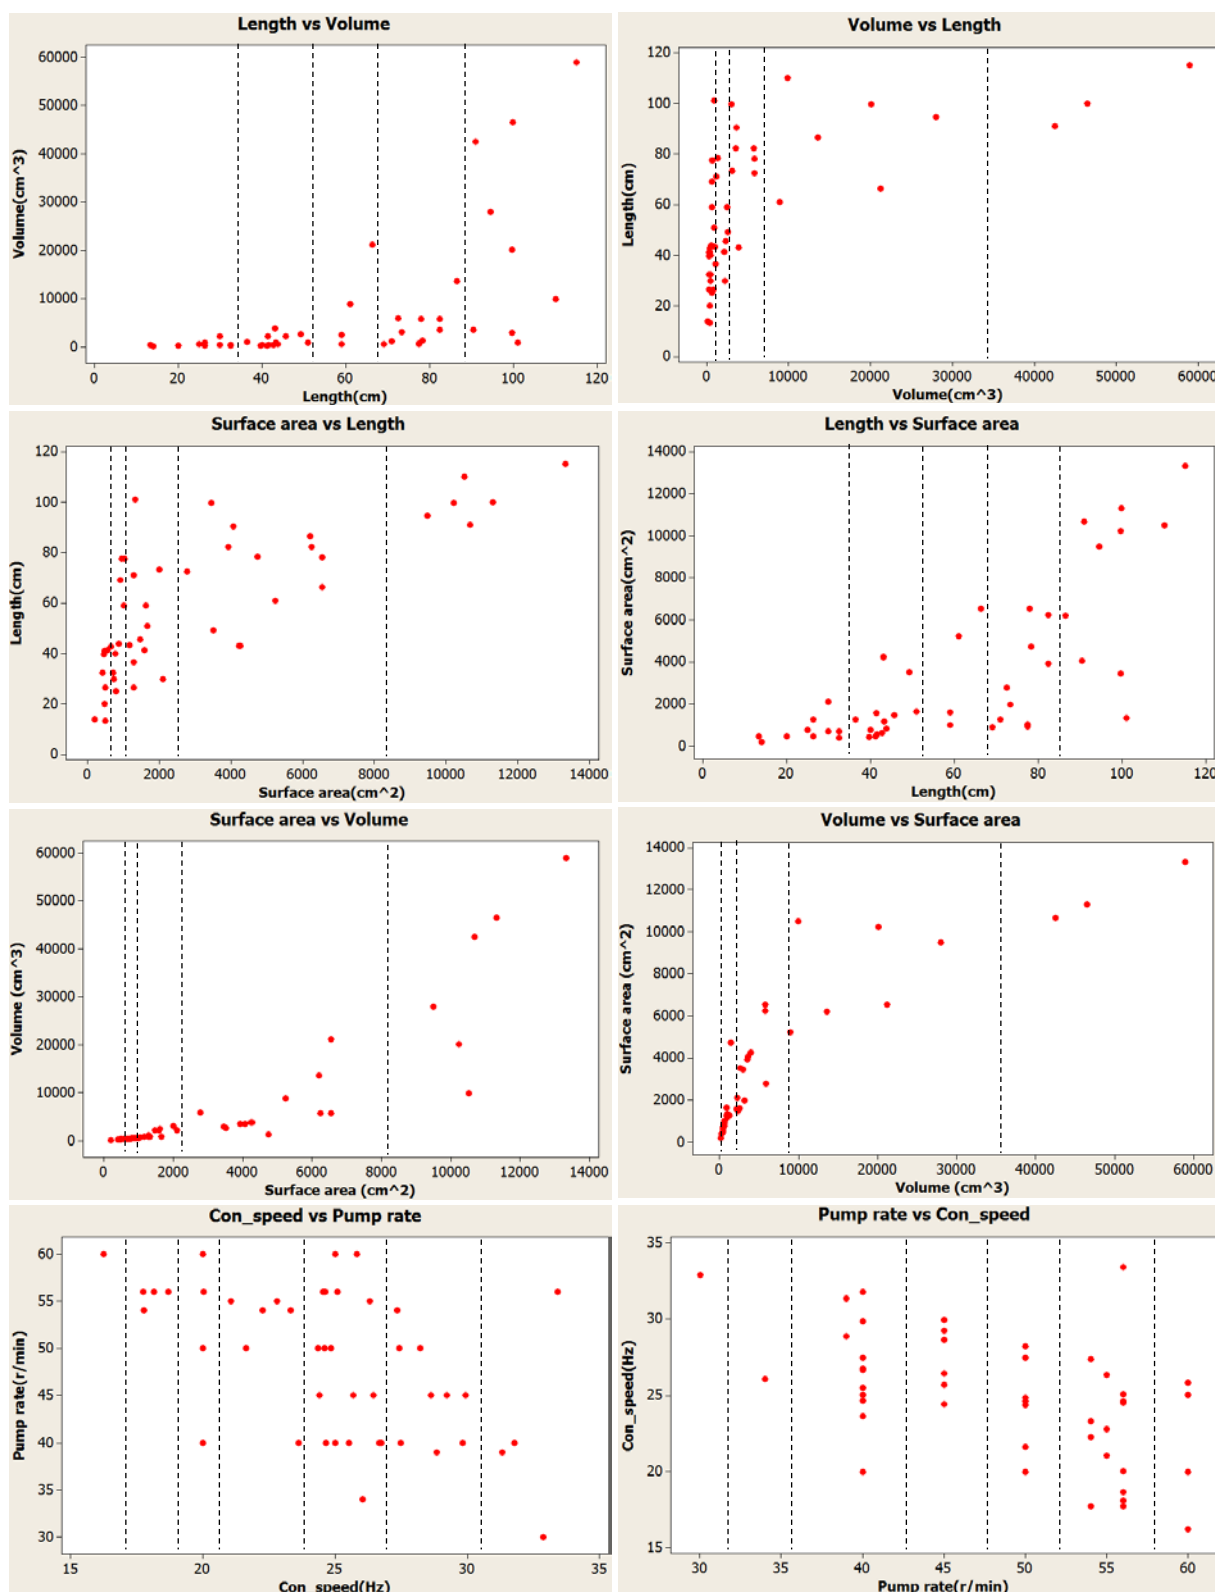 Length vs Volume
Volume(cm^3)
60000
50000
40000
30000
20000
10000
0
0 20 40 60 80 100 120
Length(cm)
Volume vs Length
Length(cm)
120
100
80
60
40
20
0
0 10000 20000 30000 40000 50000 60000
Volume(cm^3)
Surface area vs Length
Length(cm)
120
100
80
60
40
20
0
0 2000 4000 6000 8000 10000 12000 14000
Surface area(cm^2)
Length vs Surface area
Surface area(cm^2)
14000
12000
10000
8000
6000
4000
2000
0
0 20 40 60 80 100 120
Length(cm)
Surface area vs Volume
Volume (cm^3)
60000
50000
40000
30000
20000
10000
0
0 2000 4000 6000 8000 10000 12000 14000
Surface area (cm^2)
Volume vs Surface area
Surface area (cm^2)
14000
12000
10000
8000
6000
4000
2000
0
0 10000 20000 30000 40000 50000 60000
Volume (cm^3)
Con_speed vs Pump rate
Pump rate(r/min)
60
55
50
45
40
35
30
15 20 25 30 35
Con_speed(Hz)
Pump rate vs Con_speed
Con_speed(Hz)
35
30
25
20
15
30 35 40 45 50 55 60
Pump rate(r/min)